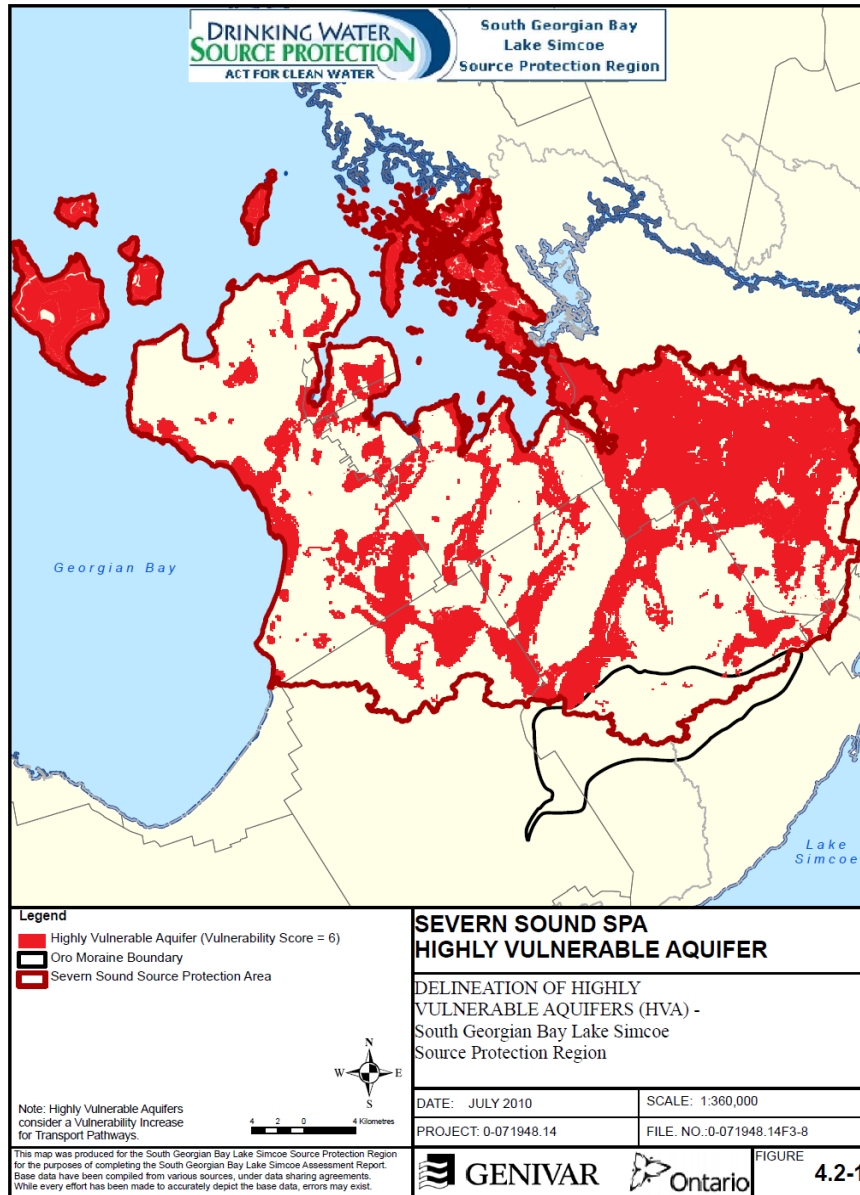 DRINKING WATER
SOURCE PROTECTION
ACT FOR CLEAN WATER
South Georgian Bay
Lake Simcoe
Source Protection Region
Georgian Bay
Lake
Simcoe
Legend
Highly Vulnerable Aquifer (Vulnerability Score = 6)
Oro Moraine Boundary
Severn Sound Source Protection Area
N
W
E
S
Note: Highly Vulnerable Aquifers
consider a Vulnerability Increase
for Transport Pathways.
4 2 0 4 Kilometres
This map was produced for the South Georgian Bay Lake Simcoe Source Protection Region
for the purposes of completing the South Georgian Bay Lake Simcoe Assessment Report.
Base data have been compiled from various sources, under data sharing agreements.
While every effort has been made to accurately depict the base data, errors may exist.
SEVERN SOUND SPA
HIGHLY VULNERABLE AQUIFER
DELINEATION OF HIGHLY
VULNERABLE AQUIFERS (HVA) -
South Georgian Bay Lake Simcoe
Source Protection Region
DATE: JULY 2010
SCALE: 1:360,000
PROJECT: 0-071948.14
FILE. NO.:0-071948.14F3-8
GENIVAR
Ontario
FIGURE
4.2-1